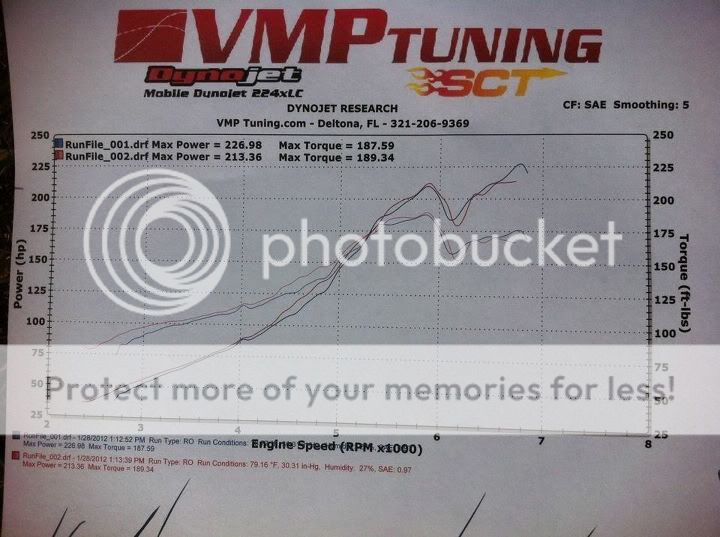 VMP TUNING
Dynojet
SCT
Mobile Dynojet 224xLC
DYNOJET RESEARCH
CF: SAE Smoothing: 5
VMP Tuning.com - Deltona, FL - 321-206-9369
RunFile_001.drf Max Power = 226.98 Max Torque = 187.59
RunFile_002.drf Max Power = 213.36 Max Torque = 189.34
250
225
200
175
150
125
100
75
50
25
Power (hp)
250
225
200
175
150
125
100
50
25
Torque (ft-lbs)
photobucket
Protect more of your memories for less!
2 3 4 5 6 7 8
Engine Speed (RPM x1000)
RunFile_001.drf - 1/28/2012 1:12:52 PM Run Type: RO Run Conditions:
Max Power = 226.98 Max Torque = 187.59
RunFile_002.drf - 1/28/2012 1:13:39 PM Run Type: RO Run Conditions: 79.16 °F, 30.31 in-Hg, Humidity: 27%, SAE: 0.97
Max Power = 213.36 Max Torque = 189.34